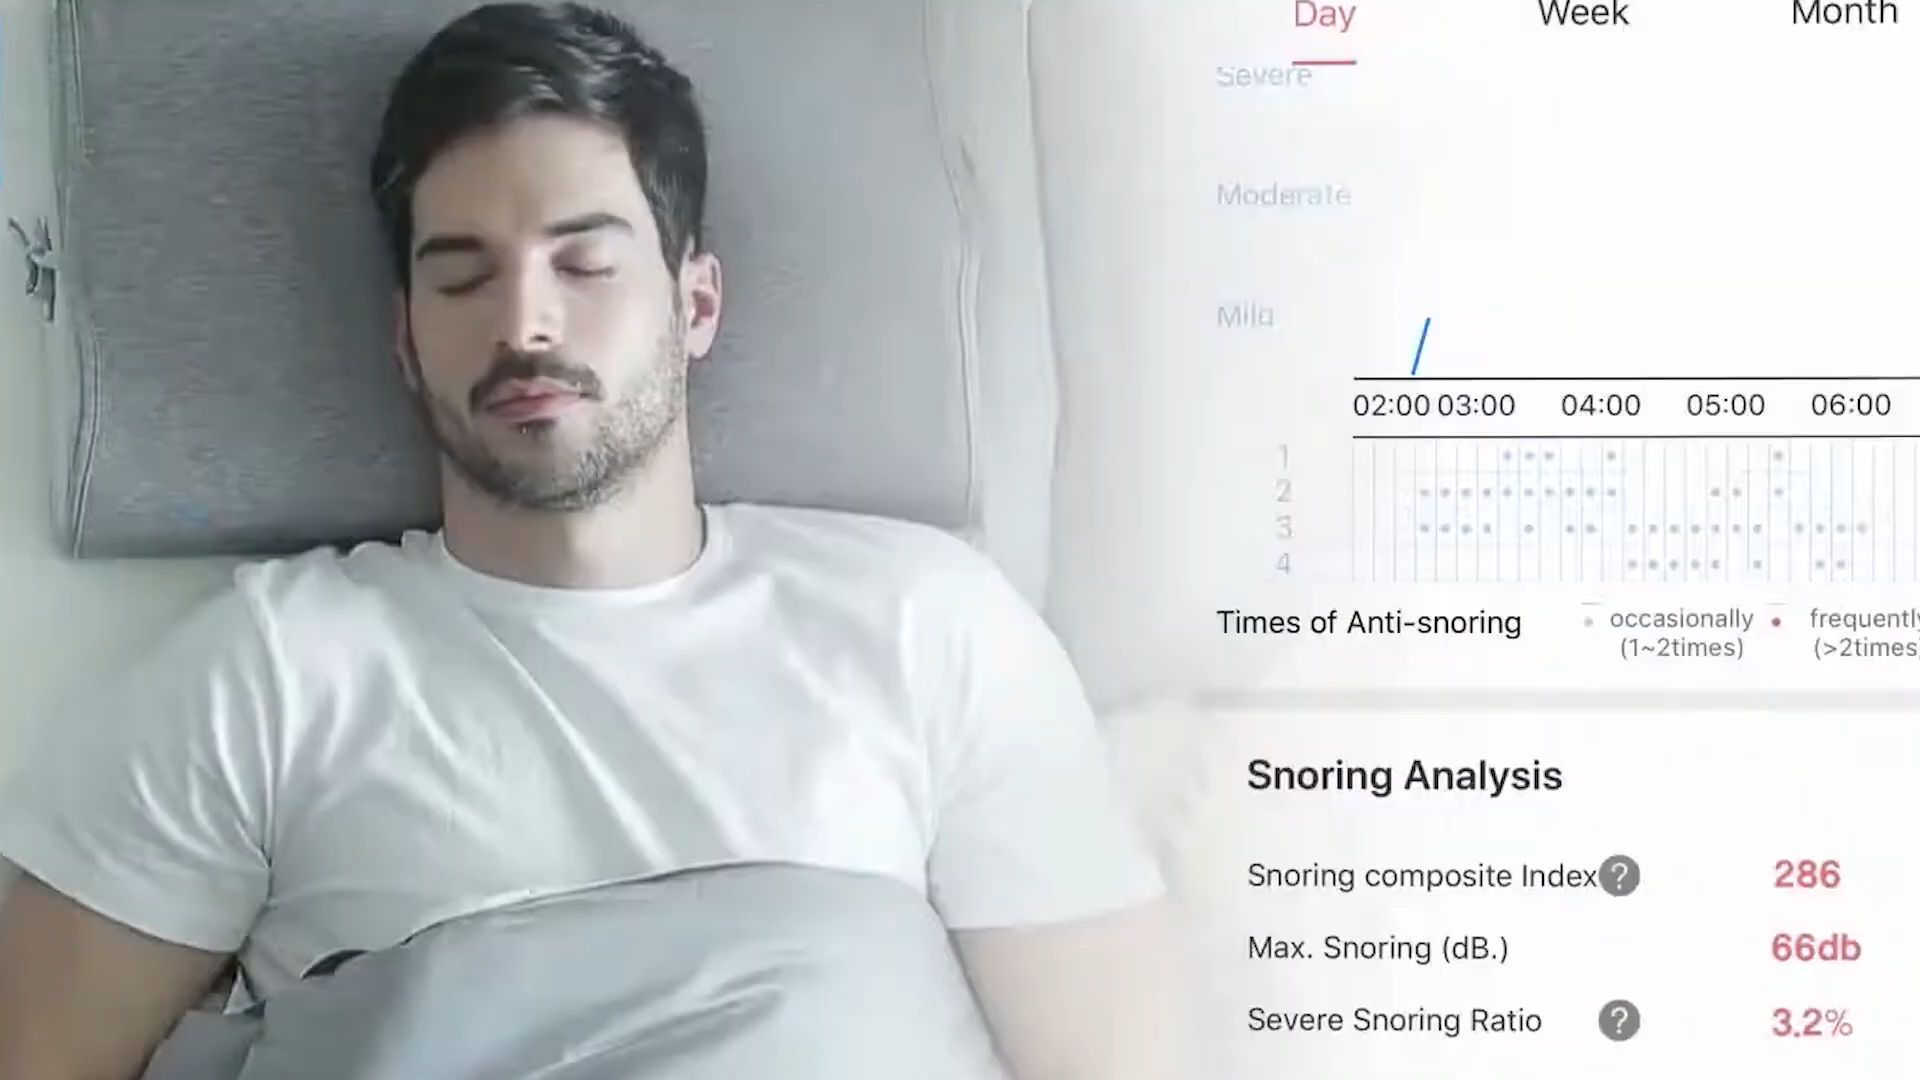 Day Week Month
Severe
Moderate
Mild
02:00 03:00 04:00 05:00 06:00
1
2
3
4
Times of Anti-snoring
occasionally
(1~2times)
frequently
(>2times)
Snoring Analysis
Snoring composite Index ? 286
Max. Snoring (dB.) 66db
Severe Snoring Ratio ? 3.2%